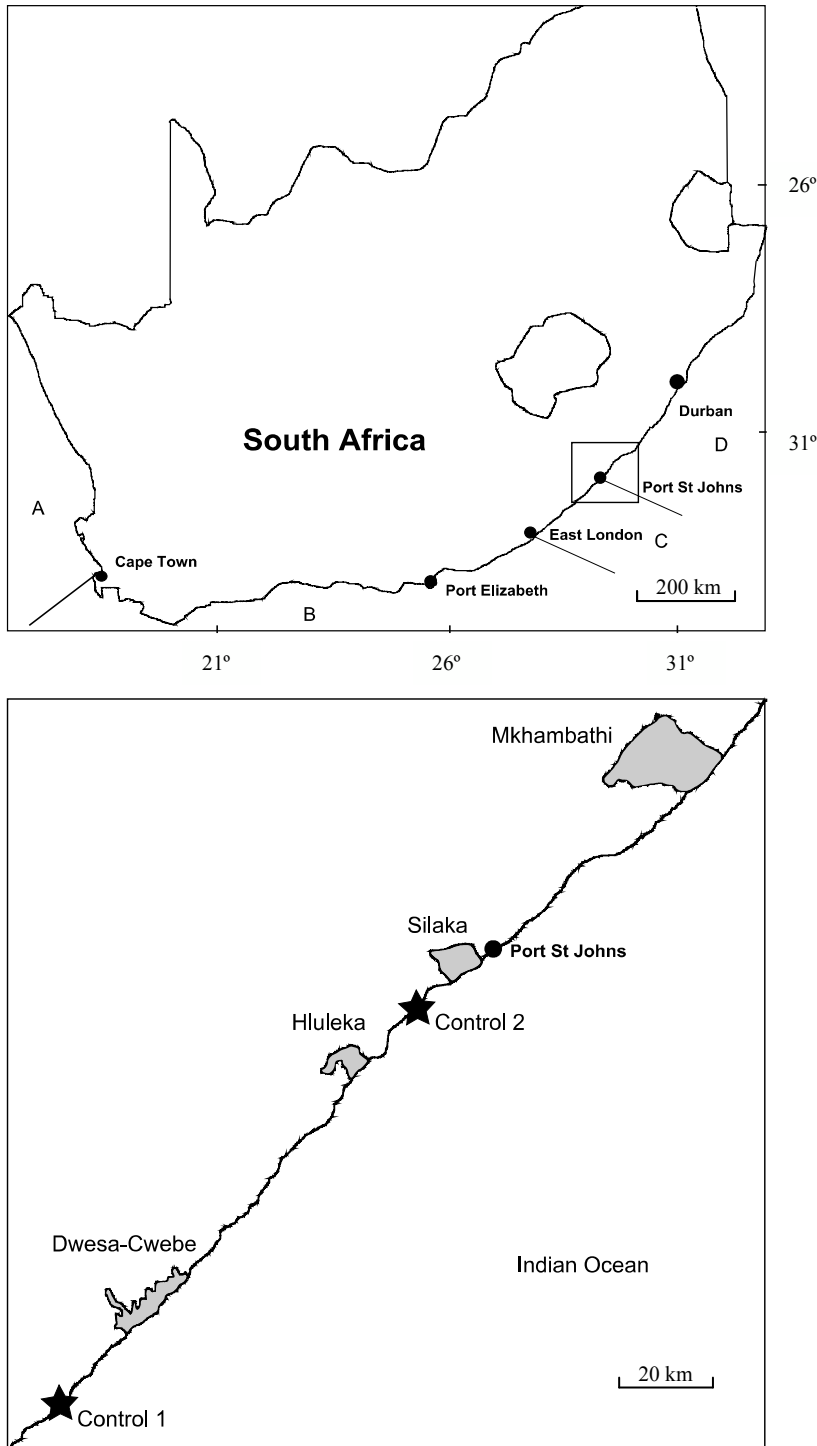 26º
Durban
D
31º
South Africa
Port St Johns
A
East London
C
Cape Town
Port Elizabeth
200 km
B
21º
26º
31º
Mkhambathi
Silaka
Port St Johns
Hluleka
Control 2
Dwesa-Cwebe
Indian Ocean
20 km
Control 1